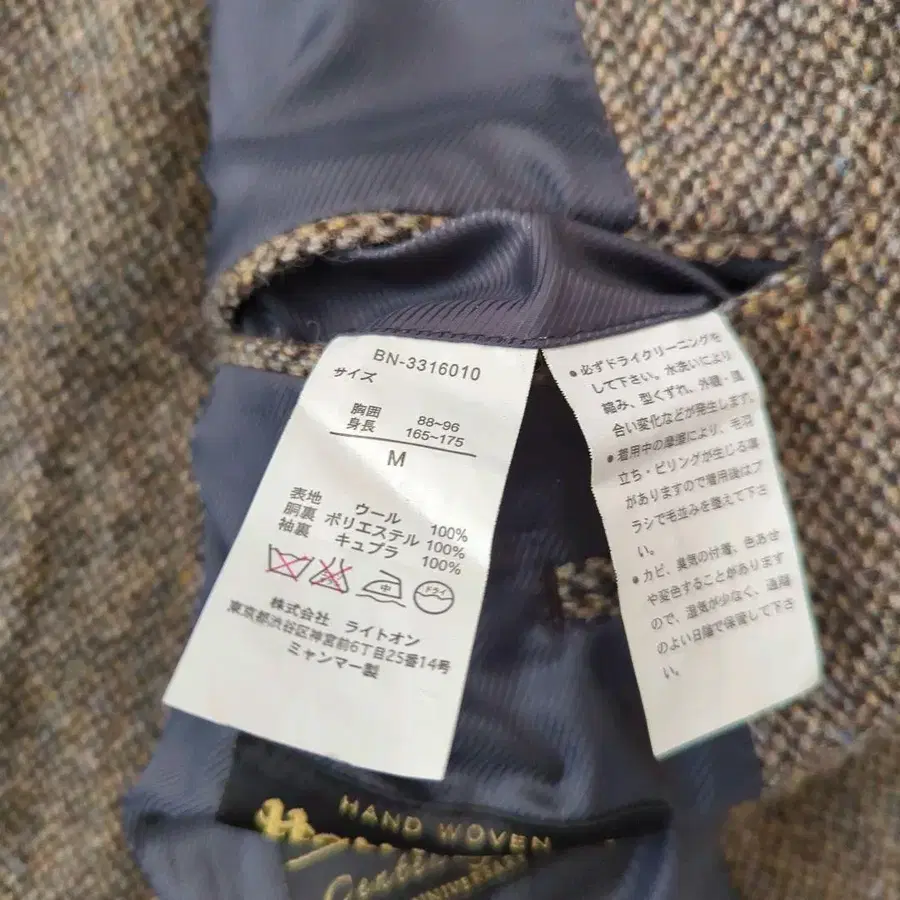 BN-3316010
サイズ
胸囲 88~96
身長 165~175
M
表地 ウール 100%
胴裏 ポリエステル 100%
袖裏 キュプラ 100%
中 ドライ
株式会社 ライトオン
東京都渋谷区神宮前6丁目25番14号
ミャンマー製
●必ずドライクリーニングを
して下さい。水洗いにより
縮み、型くずれ、外観・風
合い変化などが発生します。
●着用中の摩擦により、毛羽
立ち・ピリングが生じる事
がありますので着用後はブ
ラシで毛並みを整えて下さ
い。
●カビ、臭気の付着、色あせ
や変色することがあります
ので、湿気が少なく、通風
のよい日陰で保管して下さ
い。
HAND WOVEN